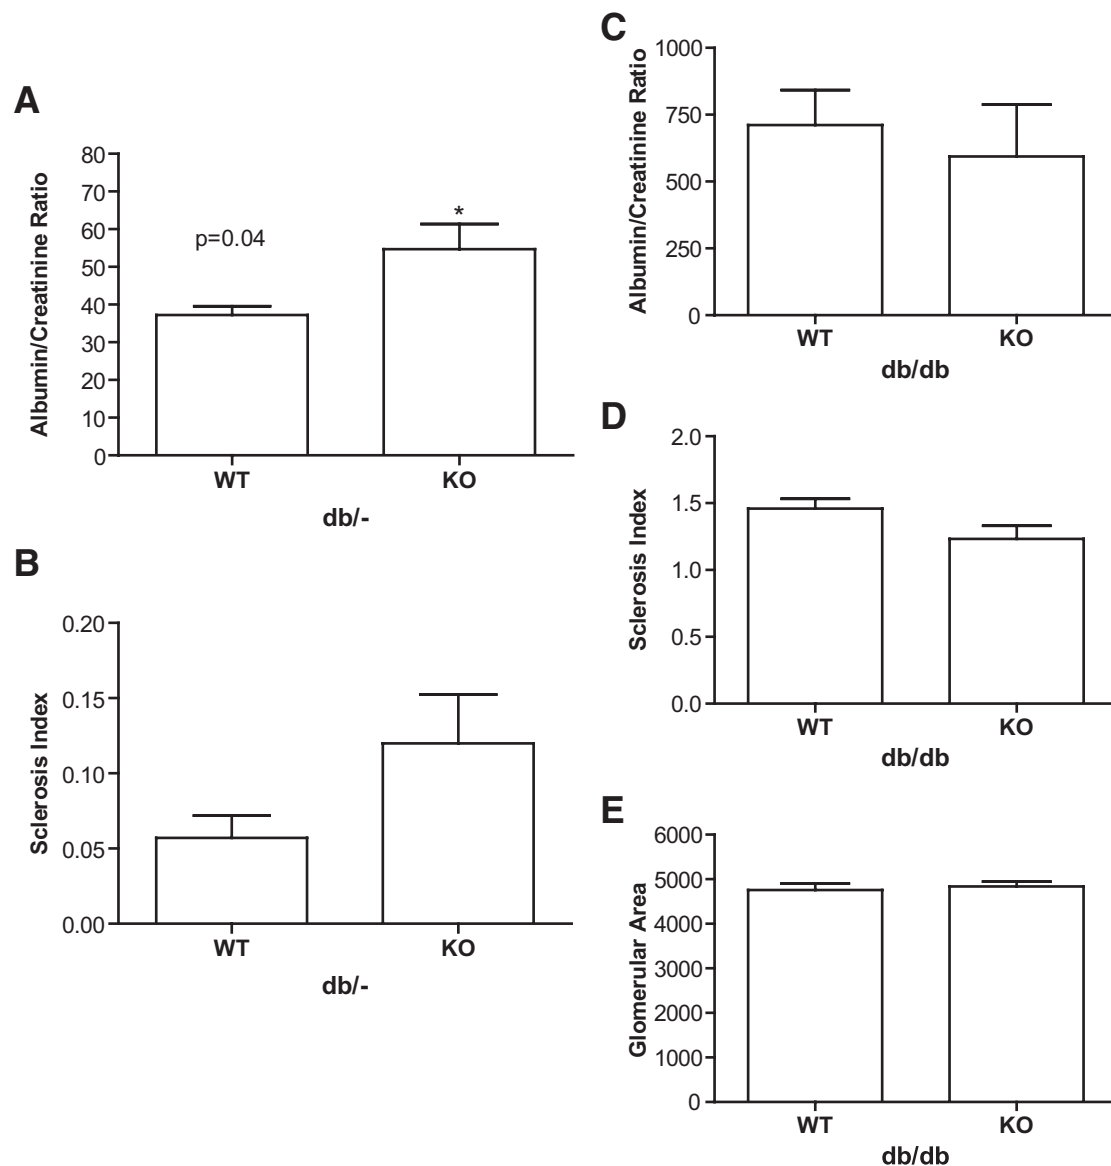 A
Albumin/Creatinine Ratio
80
70
60
50
40
30
20
10
0
p=0.04
*
WT KO
db/-
B
Sclerosis Index
0.20
0.15
0.10
0.05
0.00
WT KO
db/-
C
Albumin/Creatinine Ratio
1000
750
500
250
0
WT KO
db/db
D
Sclerosis Index
2.0
1.5
1.0
0.5
0.0
WT KO
db/db
E
Glomerular Area
6000
5000
4000
3000
2000
1000
0
WT KO
db/db